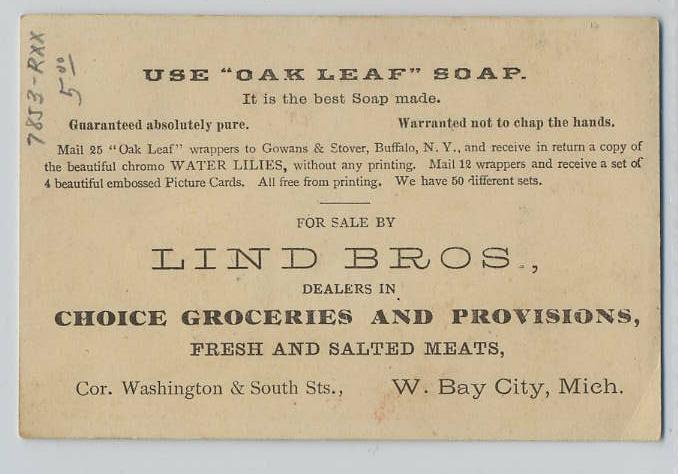 USE "OAK LEAF" SOAP.
It is the best Soap made.
Guaranteed absolutely pure. Warranted not to chap the hands.
Mail 25 "Oak Leaf" wrappers to Gowans & Stover, Buffalo, N. Y., and receive in return a copy of
the beautiful chromo WATER LILIES, without any printing. Mail 12 wrappers and receive a set of
4 beautiful embossed Picture Cards. All free from printing. We have 50 different sets.
FOR SALE BY
LIND BROS.,
DEALERS IN
CHOICE GROCERIES AND PROVISIONS,
FRESH AND SALTED MEATS,
Cor. Washington & South Sts., W. Bay City, Mich.
7853-RXX
5.00